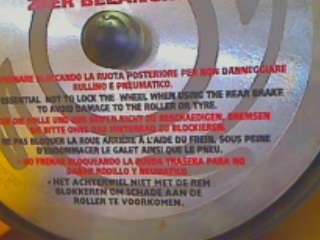 ZEER BELANGR
FRENARE BLOCCANDO LA RUOTA POSTERIORE PER NON DANNEGGIARE
RULLINO E PNEUMATICO.
ESSENTIAL NOT TO LOCK THE WHEEL WHEN USING THE REAR BRAKE
TO AVOID DAMAGE TO THE ROLLER OR TYRE.
DIE ROLLE UND DEN REIFEN NICHT ZU BESCHAEDIGEN, BREMSEN
SIE BITTE OHNE DAS HINTERRAD ZU BLOCKIEREN.
NE PAS BLOQUER LA ROUE ARRIERE À L'AIDE DU FREIN, SOUS PEINE
D'ENDOMMAGER LE GALET AINSI QUE LE PNEU.
- NO FRENAR BLOQUEANDO LA RUEDA TRASERA PARA NO
DAÑAR RODILLO Y NEUMATICO.
- HET ACHTERWIEL NIET MET DE REM
BLOKKEREN OM SCHADE AAN DE
ROLLER TE VOORKOMEN.